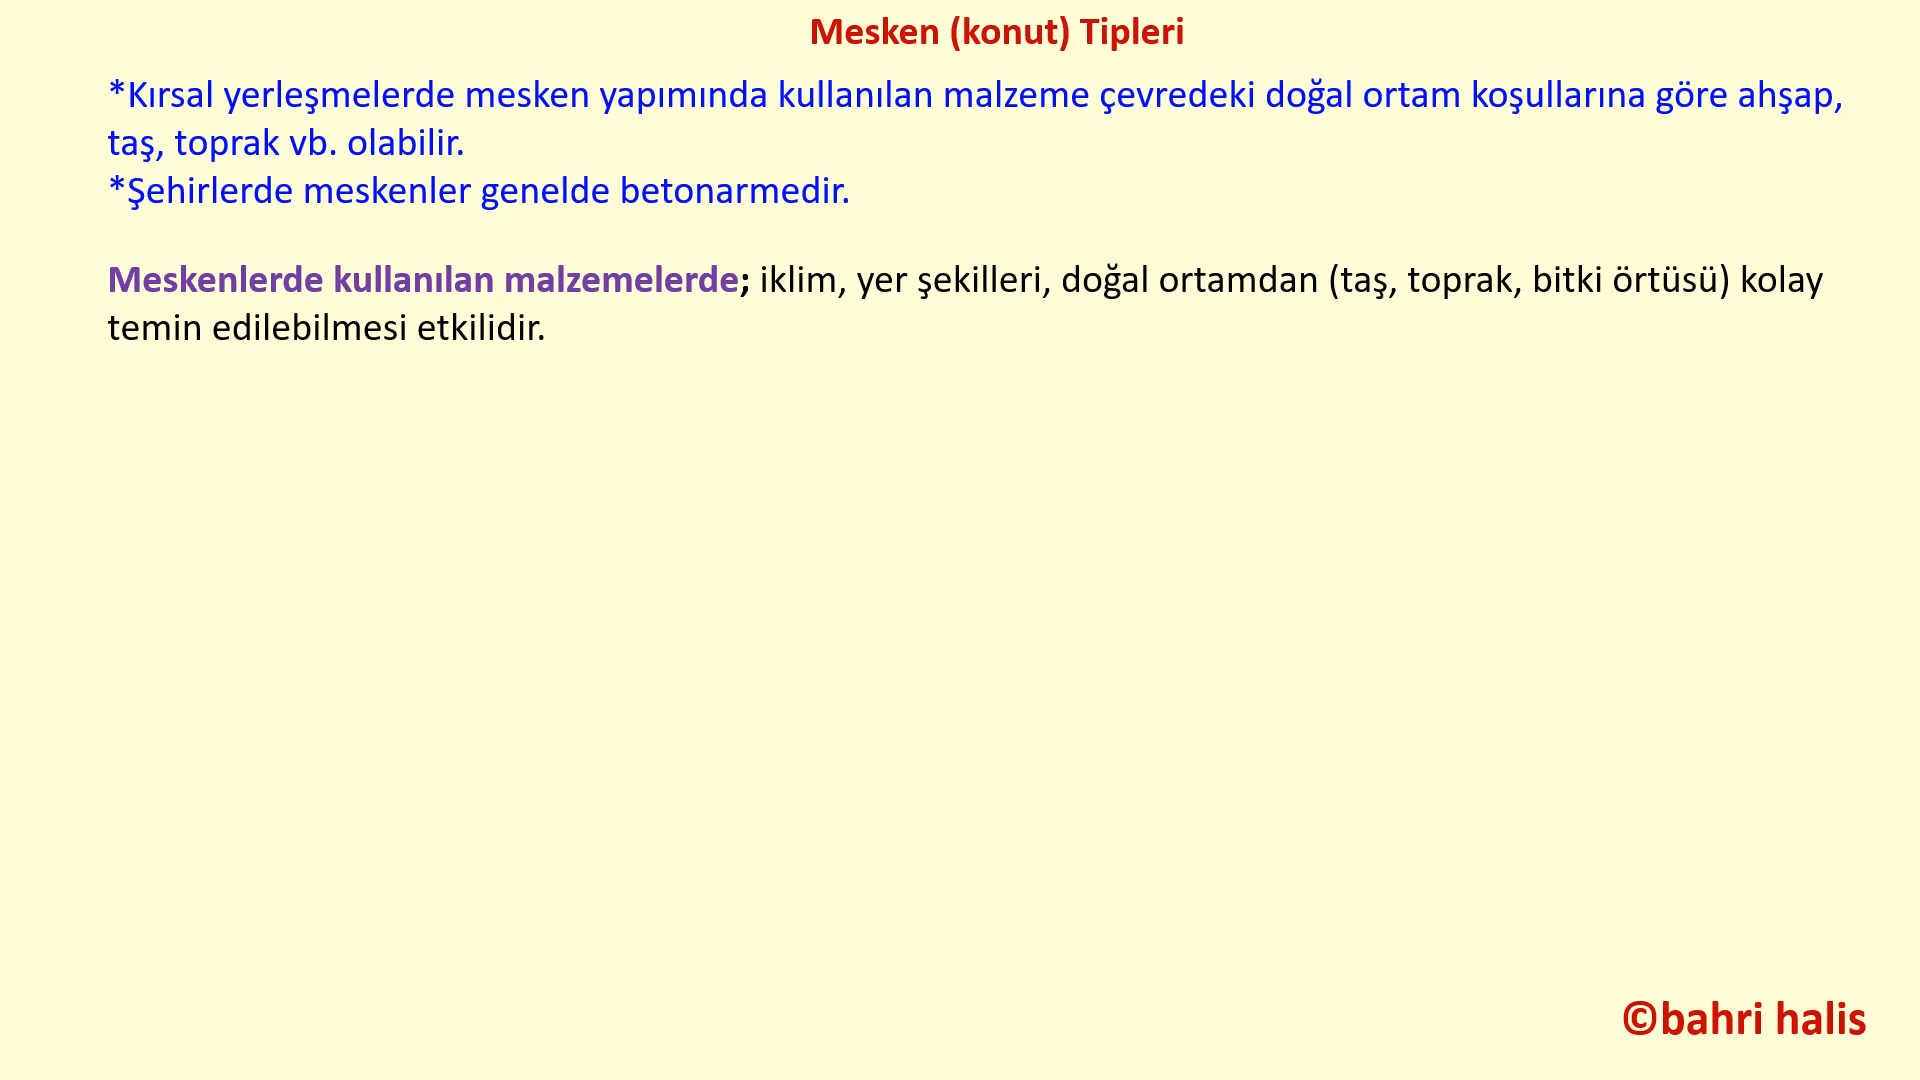 Mesken (konut) Tipleri
*Kırsal yerleşmelerde mesken yapımında kullanılan malzeme çevredeki doğal ortam koşullarına göre ahşap,
taş, toprak vb. olabilir.
*Şehirlerde meskenler genelde betonarmedir.
Meskenlerde kullanılan malzemelerde; iklim, yer şekilleri, doğal ortamdan (taş, toprak, bitki örtüsü) kolay
temin edilebilmesi etkilidir.
©bahri halis